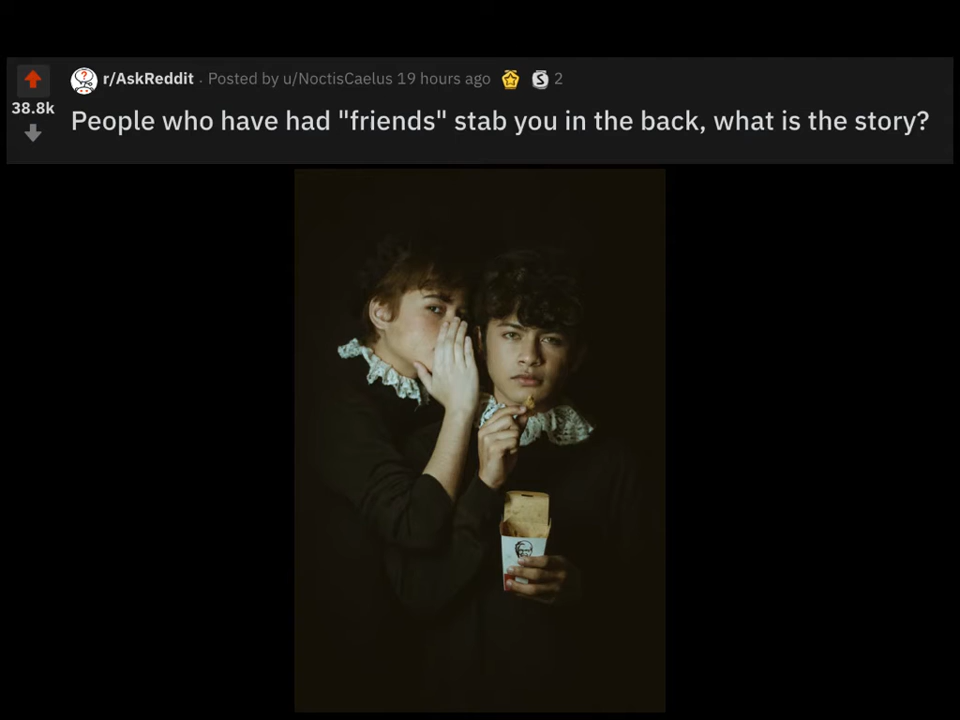 r/AskReddit · Posted by u/NoctisCaelus 19 hours ago 2
38.8k
People who have had "friends" stab you in the back, what is the story?